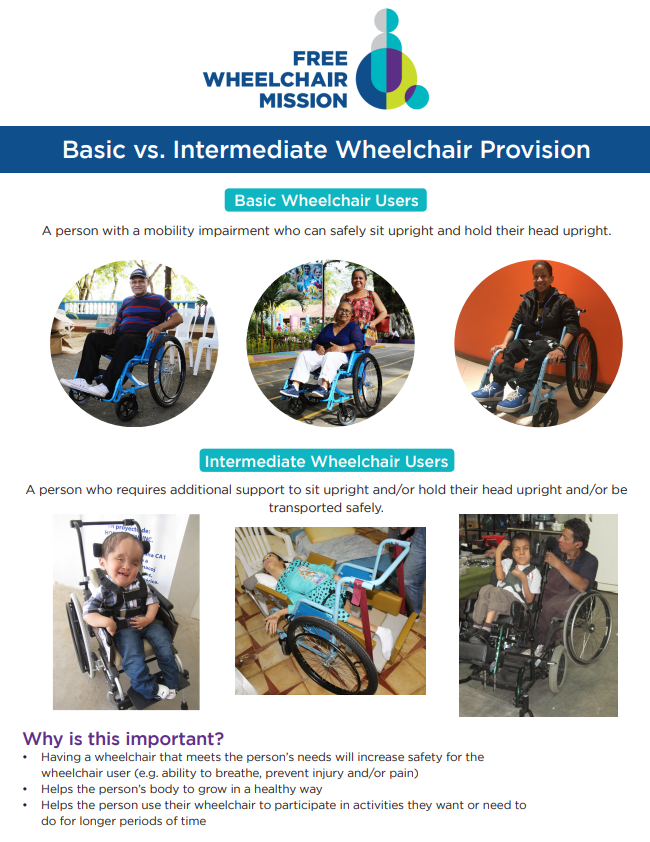 FREE
WHEELCHAIR
MISSION
Basic vs. Intermediate Wheelchair Provision
Basic Wheelchair Users
A person with a mobility impairment who can safely sit upright and hold their head upright.
Intermediate Wheelchair Users
A person who requires additional support to sit upright and/or hold their head upright and/or be
transported safely.
proyecto de:
INC
Why is this important?
• Having a wheelchair that meets the person's needs will increase safety for the
wheelchair user (e.g. ability to breathe, prevent injury and/or pain)
• Helps the person's body to grow in a healthy way
• Helps the person use their wheelchair to participate in activities they want or need to
do for longer periods of time